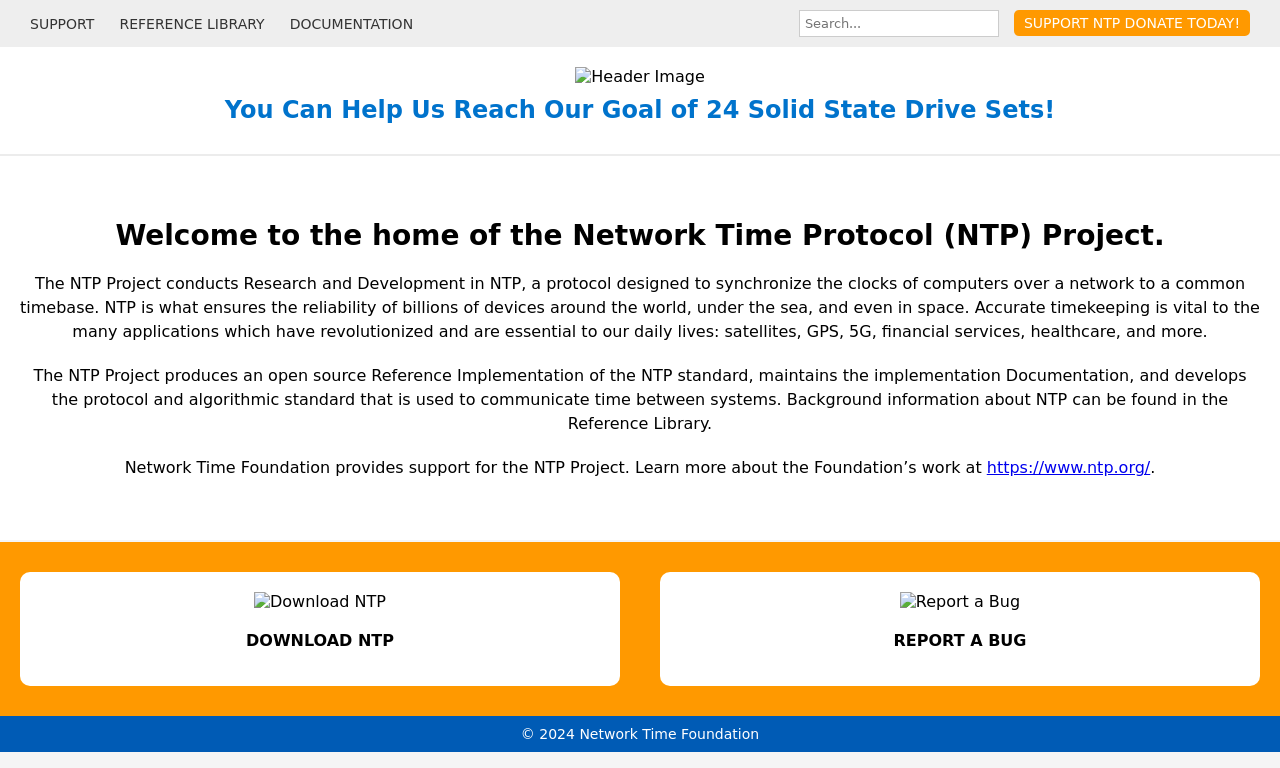 SUPPORT REFERENCE LIBRARY DOCUMENTATION Search... SUPPORT NTP DONATE TODAY!
Header Image
You Can Help Us Reach Our Goal of 24 Solid State Drive Sets!
Welcome to the home of the Network Time Protocol (NTP) Project.
The NTP Project conducts Research and Development in NTP, a protocol designed to synchronize the clocks of computers over a network to a common
timebase. NTP is what ensures the reliability of billions of devices around the world, under the sea, and even in space. Accurate timekeeping is vital to the
many applications which have revolutionized and are essential to our daily lives: satellites, GPS, 5G, financial services, healthcare, and more.
The NTP Project produces an open source Reference Implementation of the NTP standard, maintains the implementation Documentation, and develops
the protocol and algorithmic standard that is used to communicate time between systems. Background information about NTP can be found in the
Reference Library.
Network Time Foundation provides support for the NTP Project. Learn more about the Foundation’s work at https://www.ntp.org/.
Download NTP
DOWNLOAD NTP
Report a Bug
REPORT A BUG
© 2024 Network Time Foundation